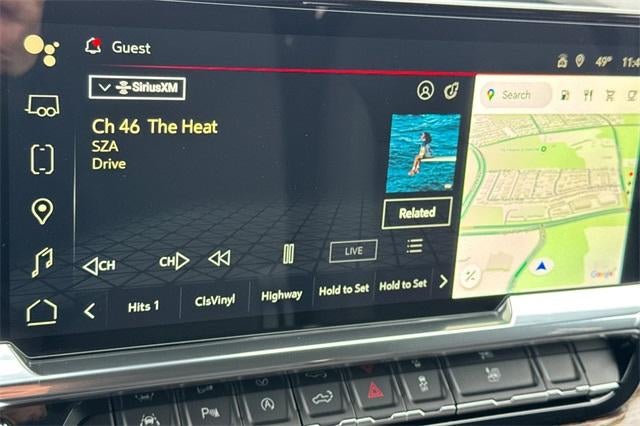 Guest
49°
11:4
SiriusXM
Search
Ch 46 The Heat
SZA
Drive
Related
CH
CH
LIVE
Hits 1
ClsVinyl
Highway
Hold to Set
Hold to Set
Google
P
A